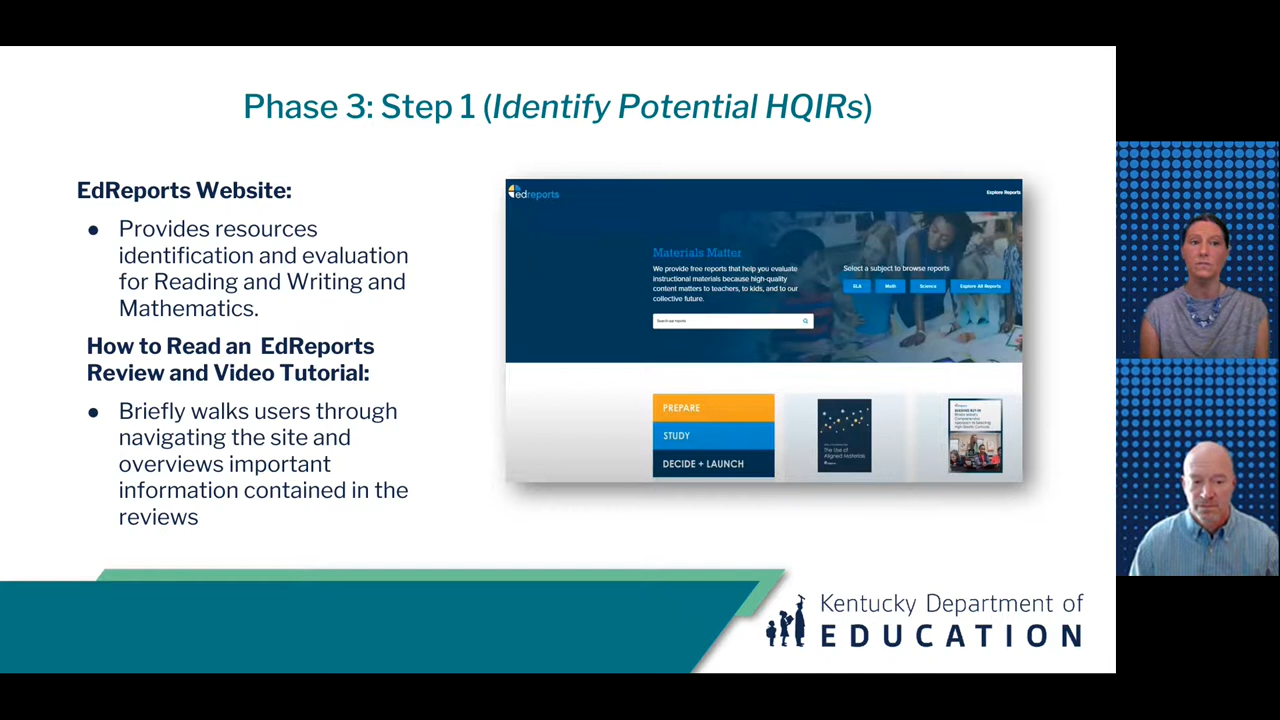 Phase 3: Step 1 (Identify Potential HQIRs)
EdReports Website:
● Provides resources
identification and evaluation
for Reading and Writing and
Mathematics.
How to Read an EdReports
Review and Video Tutorial:
● Briefly walks users through
navigating the site and
overviews important
information contained in the
reviews
edreports
Explore Reports
Materials Matter
We provide free reports that help you evaluate
instructional materials because high-quality
content matters to teachers, to kids, and to our
collective future.
Search our reports
Select a subject to browse reports
ELA Math Science Explore All Reports
PREPARE
STUDY
DECIDE + LAUNCH
The Use of
Aligned Materials
Kentucky Department of
EDUCATION